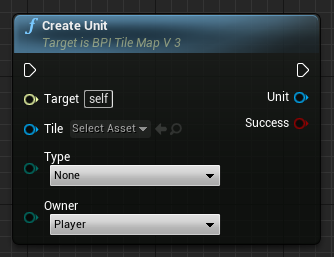 Create Unit
Target is BPI Tile Map V 3
Target self
Unit
Tile Select Asset
Success
Type
None
Owner
Player